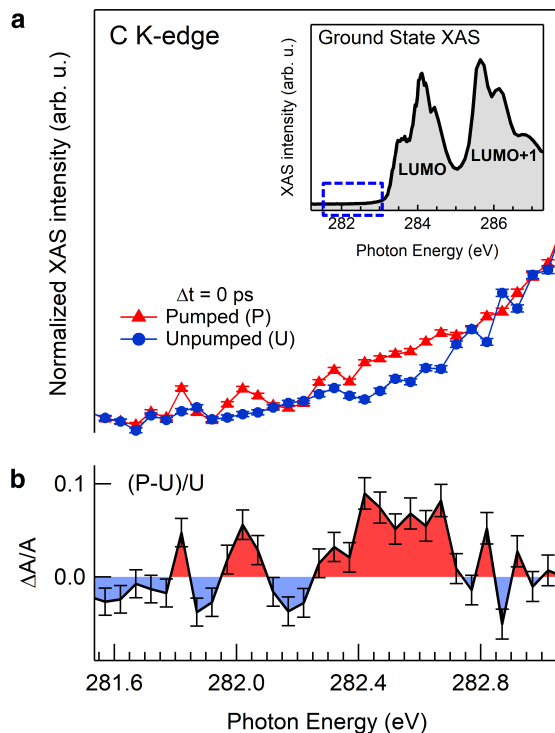 a
C K-edge
Ground State XAS
XAS intensity (arb. u.)
LUMO
LUMO+1
282
284
286
Photon Energy (eV)
Normalized XAS intensity (arb. u.)
Δt = 0 ps
Pumped (P)
Unpumped (U)
b
(P-U)/U
0.1
0.0
ΔA/A
281.6
282.0
282.4
282.8
Photon Energy (eV)